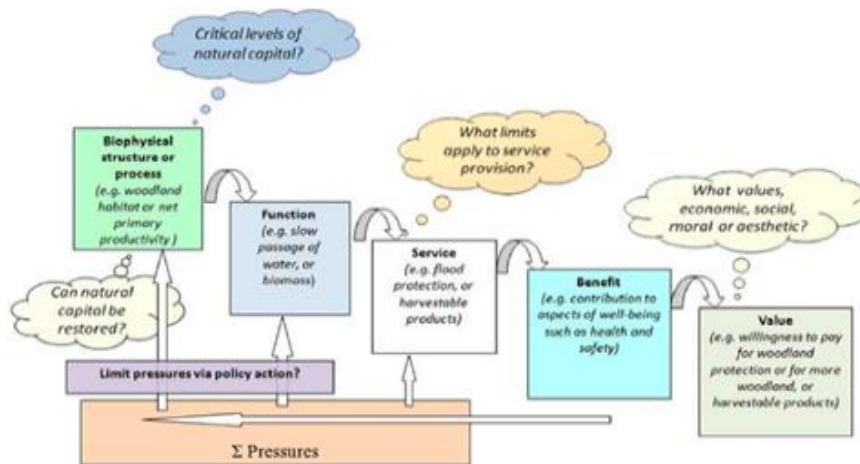 Critical levels of
natural capital?
Biophysical
structure or
process
(e.g. woodland
habitat or net
primary
productivity )
What limits
apply to service
provision?
Function
(e.g. slow
passage of
water, or
biomass)
What values,
economic, social,
moral or aesthetic?
Service
(e.g. flood
protection, or
harvestable
products)
Can natural
capital be
restored?
Benefit
(e.g. contribution to
aspects of well-being
such as health and
safety)
Value
(e.g. willingness to pay
for woodland
protection or for more
woodland, or
harvestable products)
Limit pressures via policy action?
Σ Pressures